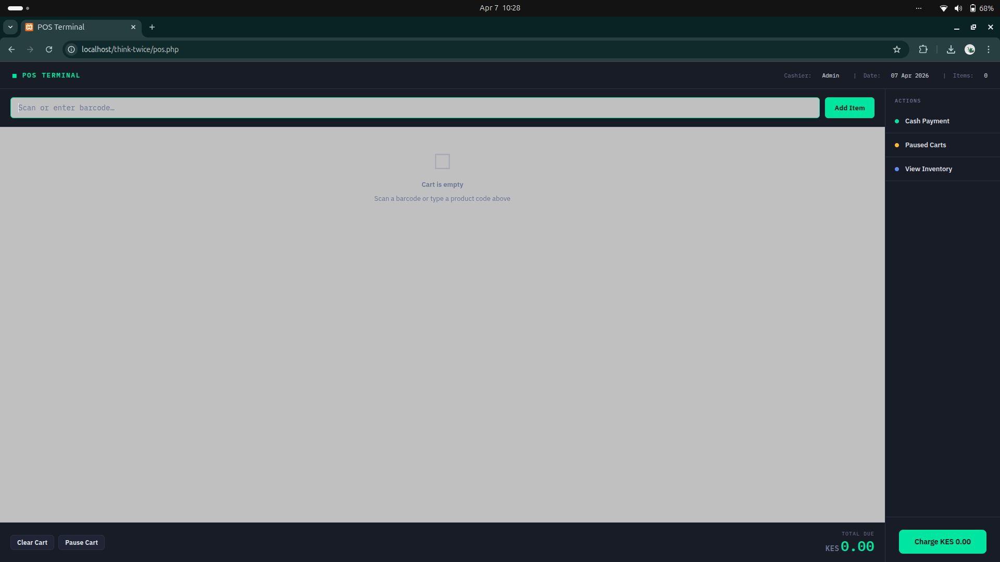 Apr 7 10:28
68%
POS Terminal
localhost/think-twice/pos.php
POS TERMINAL
Cashier: Admin | Date: 07 Apr 2026 | Items: 0
Scan or enter barcode…
Add Item
ACTIONS
Cash Payment
Paused Carts
View Inventory
Cart is empty
Scan a barcode or type a product code above
Clear Cart
Pause Cart
TOTAL DUE
KES 0.00
Charge KES 0.00